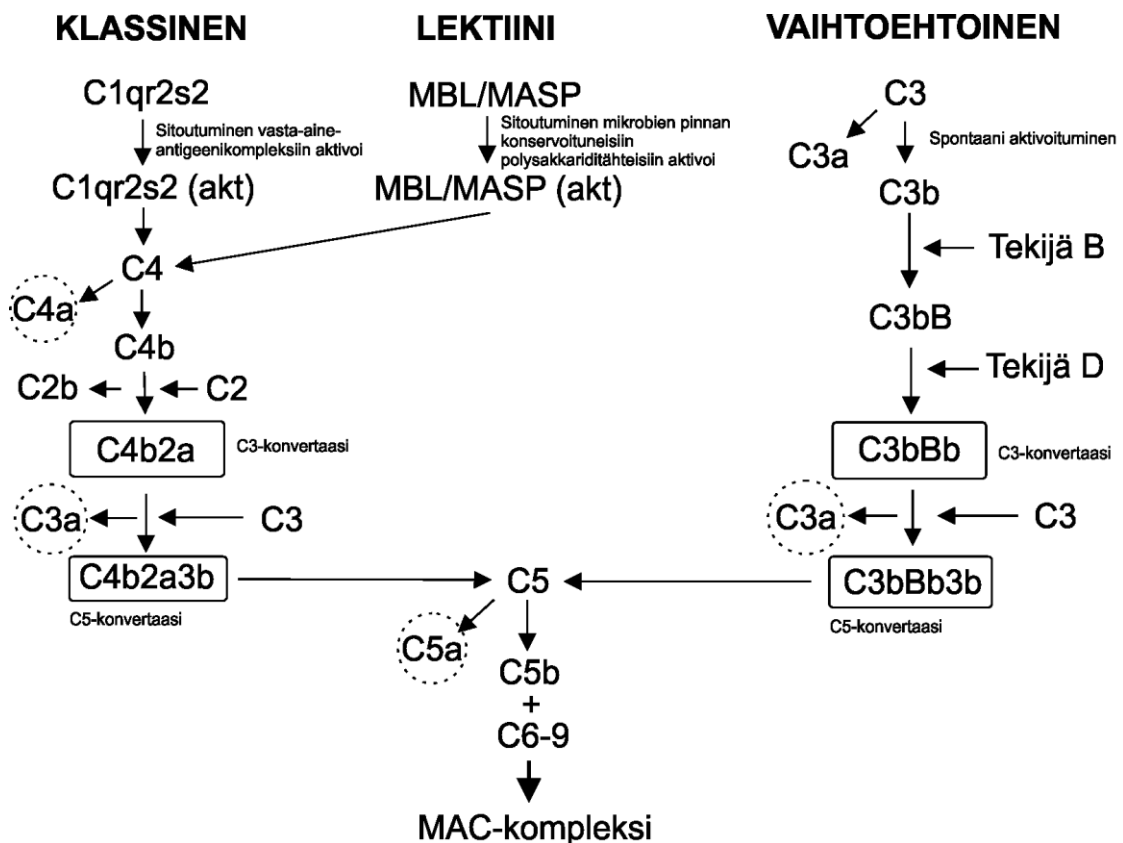 KLASSINEN
LEKTIINI
VAIHTOEHTOINEN
C1qr2s2
MBL/MASP
C3
Sitoutuminen vasta-aine-
antigeenikompleksiin aktivoi
Sitoutuminen mikrobien pinnan
konservoituneisiin
polysakkariditähteisiin aktivoi
C3a
Spontaani aktivoituminen
C1qr2s2 (akt)
MBL/MASP (akt)
C3b
C4
Tekijä B
C4a
C4b
C3bB
C2b
C2
Tekijä D
C4b2a
C3-konvertaasi
C3bBb
C3-konvertaasi
C3a
C3
C3a
C3
C4b2a3b
C5
C3bBb3b
C5-konvertaasi
C5-konvertaasi
C5a
C5b
+
C6-9
MAC-kompleksi